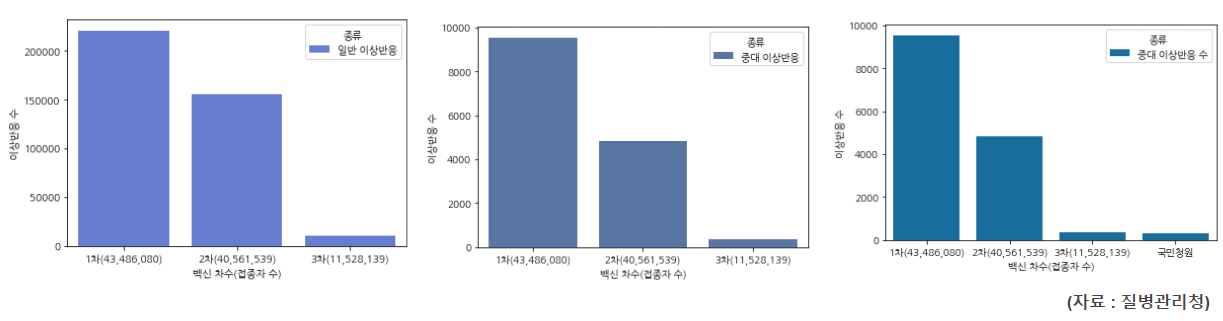 종류
일반 이상반응
이상반응 수
200000
150000
100000
50000
0
1차(43,486,080)
2차(40,561,539)
3차(11,528,139)
백신 차수(접종자 수)
종류
중대 이상반응
이상반응 수
10000
8000
6000
4000
2000
0
1차(43,486,080)
2차(40,561,539)
3차(11,528,139)
백신 차수(접종자 수)
종류
중대 이상반응 수
이상반응 수
10000
8000
6000
4000
2000
0
1차(43,486,080)
2차(40,561,539)
3차(11,528,139)
국민청원
백신 차수(접종자 수)
(자료 : 질병관리청)